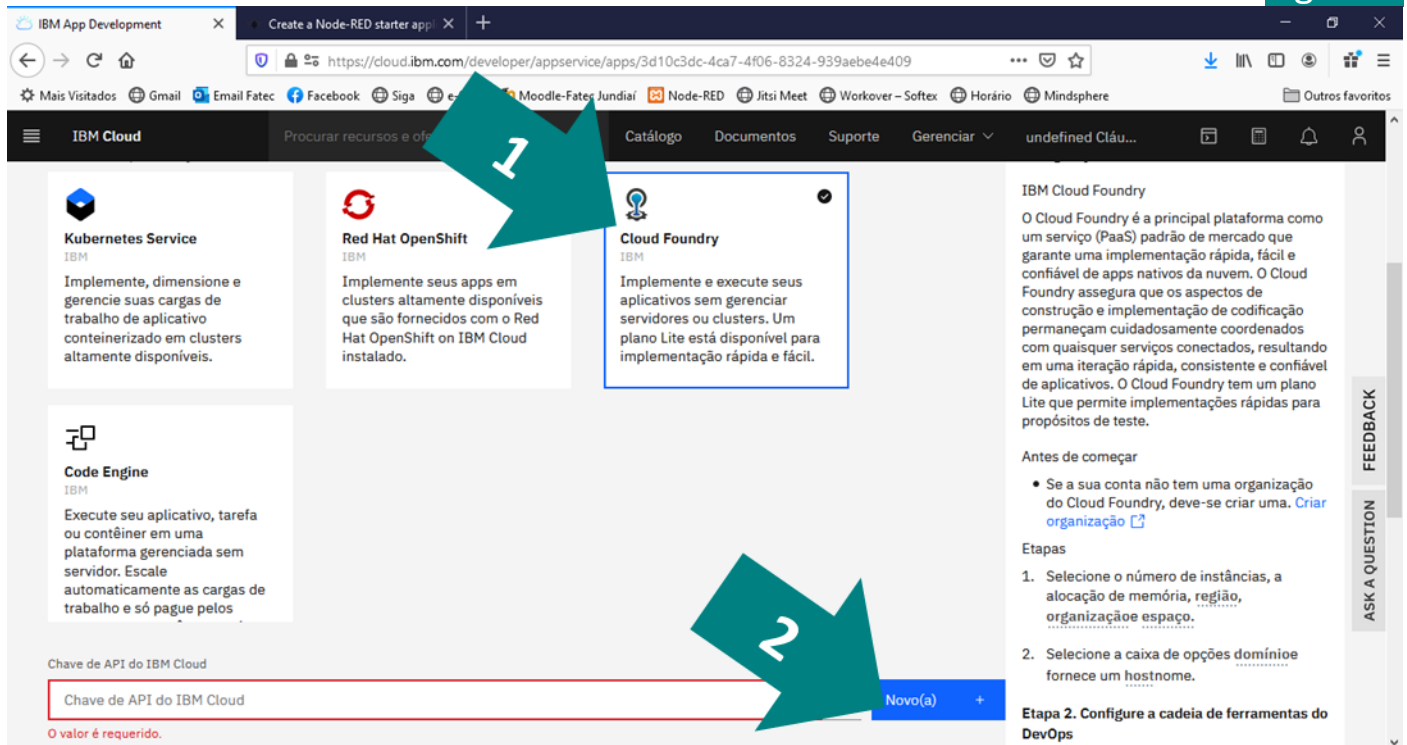 IBM App Development
Create a Node-RED starter appl
https://cloud.ibm.com/developer/appservice/apps/3d10c3dc-4ca7-4f06-8324-939aebe4e409
Mais Visitados Gmail Email Fatec Facebook Siga Moodle-Fatec Jundiaí Node-RED Jitsi Meet Workover – Softex Horário Mindsphere Outros favoritos
IBM Cloud Procurar recursos e Catálogo Documentos Suporte Gerenciar undefined Cláu...
1
Kubernetes Service
IBM
Implemente, dimensione e
gerencie suas cargas de
trabalho de aplicativo
conteinerizado em clusters
altamente disponíveis.
Red Hat OpenShift
IBM
Implemente seus apps em
clusters altamente disponíveis
que são fornecidos com o Red
Hat OpenShift on IBM Cloud
instalado.
Cloud Foundry
IBM
Implemente e execute seus
aplicativos sem gerenciar
servidores ou clusters. Um
plano Lite está disponível para
implementação rápida e fácil.
Code Engine
IBM
Execute seu aplicativo, tarefa
ou contêiner em uma
plataforma gerenciada sem
servidor. Escale
automaticamente as cargas de
trabalho e só pague pelos
2
Chave de API do IBM Cloud
Chave de API do IBM Cloud
Novo(a) +
O valor é requerido.
IBM Cloud Foundry
O Cloud Foundry é a principal plataforma como
um serviço (PaaS) padrão de mercado que
garante uma implementação rápida, fácil e
confiável de apps nativos da nuvem. O Cloud
Foundry assegura que os aspectos de
construção e implementação de codificação
permaneçam cuidadosamente coordenados
com quaisquer serviços conectados, resultando
em uma iteração rápida, consistente e confiável
de aplicativos. O Cloud Foundry tem um plano
Lite que permite implementações rápidas para
propósitos de teste.
Antes de começar
• Se a sua conta não tem uma organização
do Cloud Foundry, deve-se criar uma. Criar
organização
Etapas
1. Selecione o número de instâncias, a
alocação de memória, região,
organizaçãoe espaço.
2. Selecione a caixa de opções domínioe
fornece um hostnome.
Etapa 2. Configure a cadeia de ferramentas do
DevOps
FEEDBACK
ASK A QUESTION